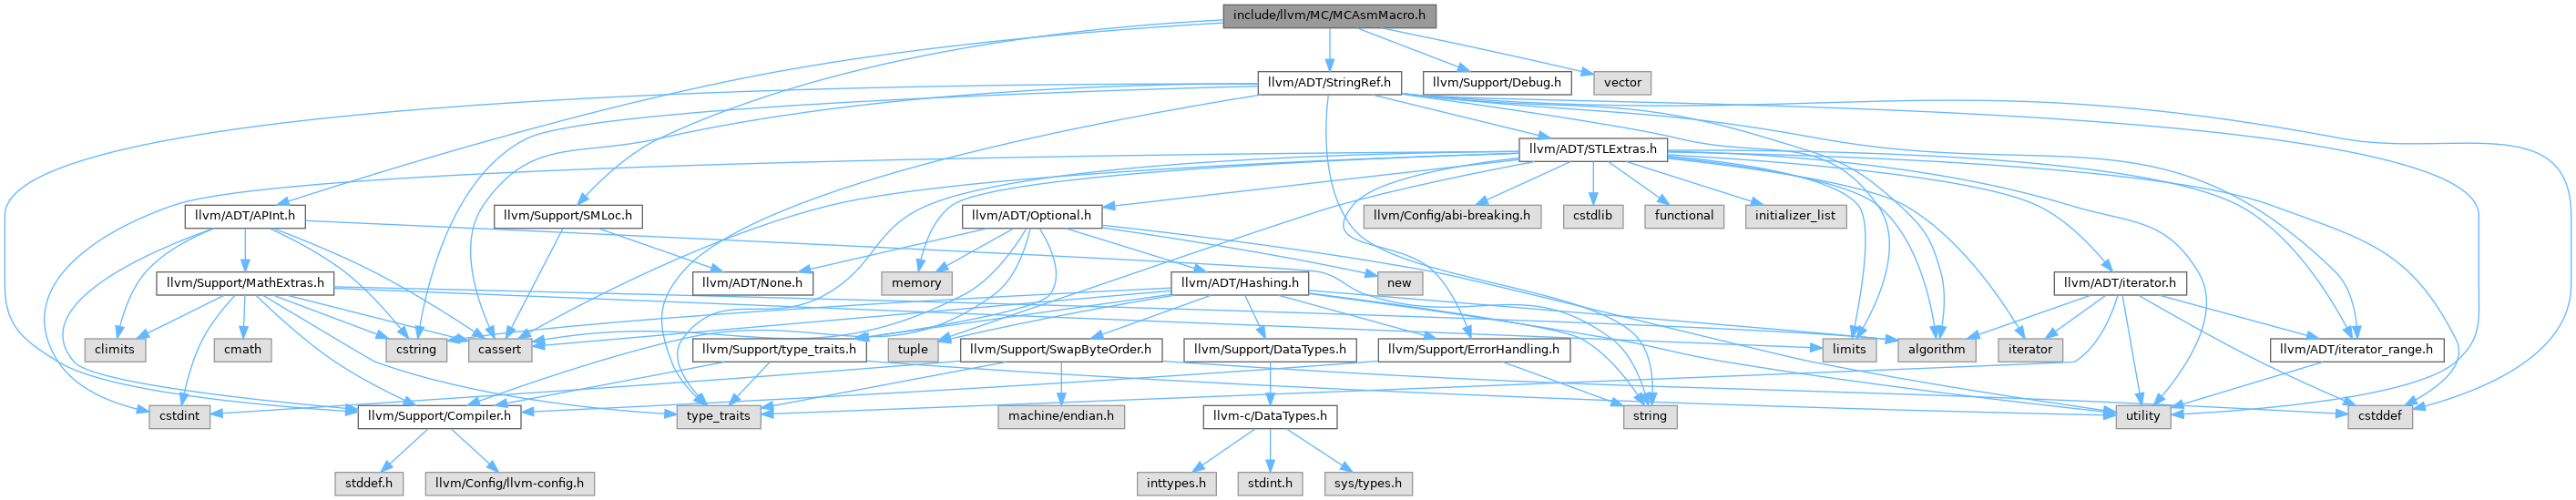 include/llvm/MC/MCAsmMacro.h
llvm/ADT/StringRef.h
llvm/Support/Debug.h
vector
llvm/ADT/STLExtras.h
llvm/ADT/APInt.h
llvm/Support/SMLoc.h
llvm/ADT/Optional.h
llvm/Config/abi-breaking.h
cstdlib
functional
initializer_list
llvm/Support/MathExtras.h
llvm/ADT/None.h
memory
llvm/ADT/Hashing.h
new
llvm/ADT/iterator.h
climits
cmath
cstring
cassert
llvm/Support/type_traits.h
tuple
llvm/Support/SwapByteOrder.h
llvm/Support/DataTypes.h
llvm/Support/ErrorHandling.h
limits
algorithm
iterator
llvm/ADT/iterator_range.h
cstdint
llvm/Support/Compiler.h
type_traits
machine/endian.h
llvm-c/DataTypes.h
string
utility
cstddef
stddef.h
llvm/Config/llvm-config.h
inttypes.h
stdint.h
sys/types.h